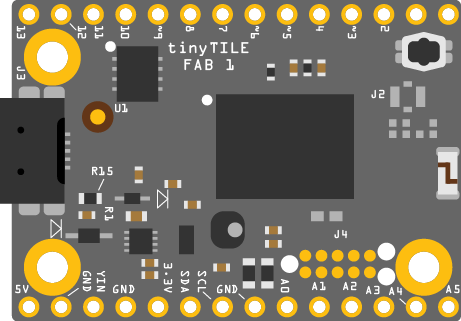 13 12 11 10 ~9 8 7 ~6 ~5 4 ~3 2
tinyTILE
FAB 1
J3
U1
J2
R15
R1
J4
5V GND VIN GND 3.3V SDA SCL GND A0 A1 A2 A3 A4 A5